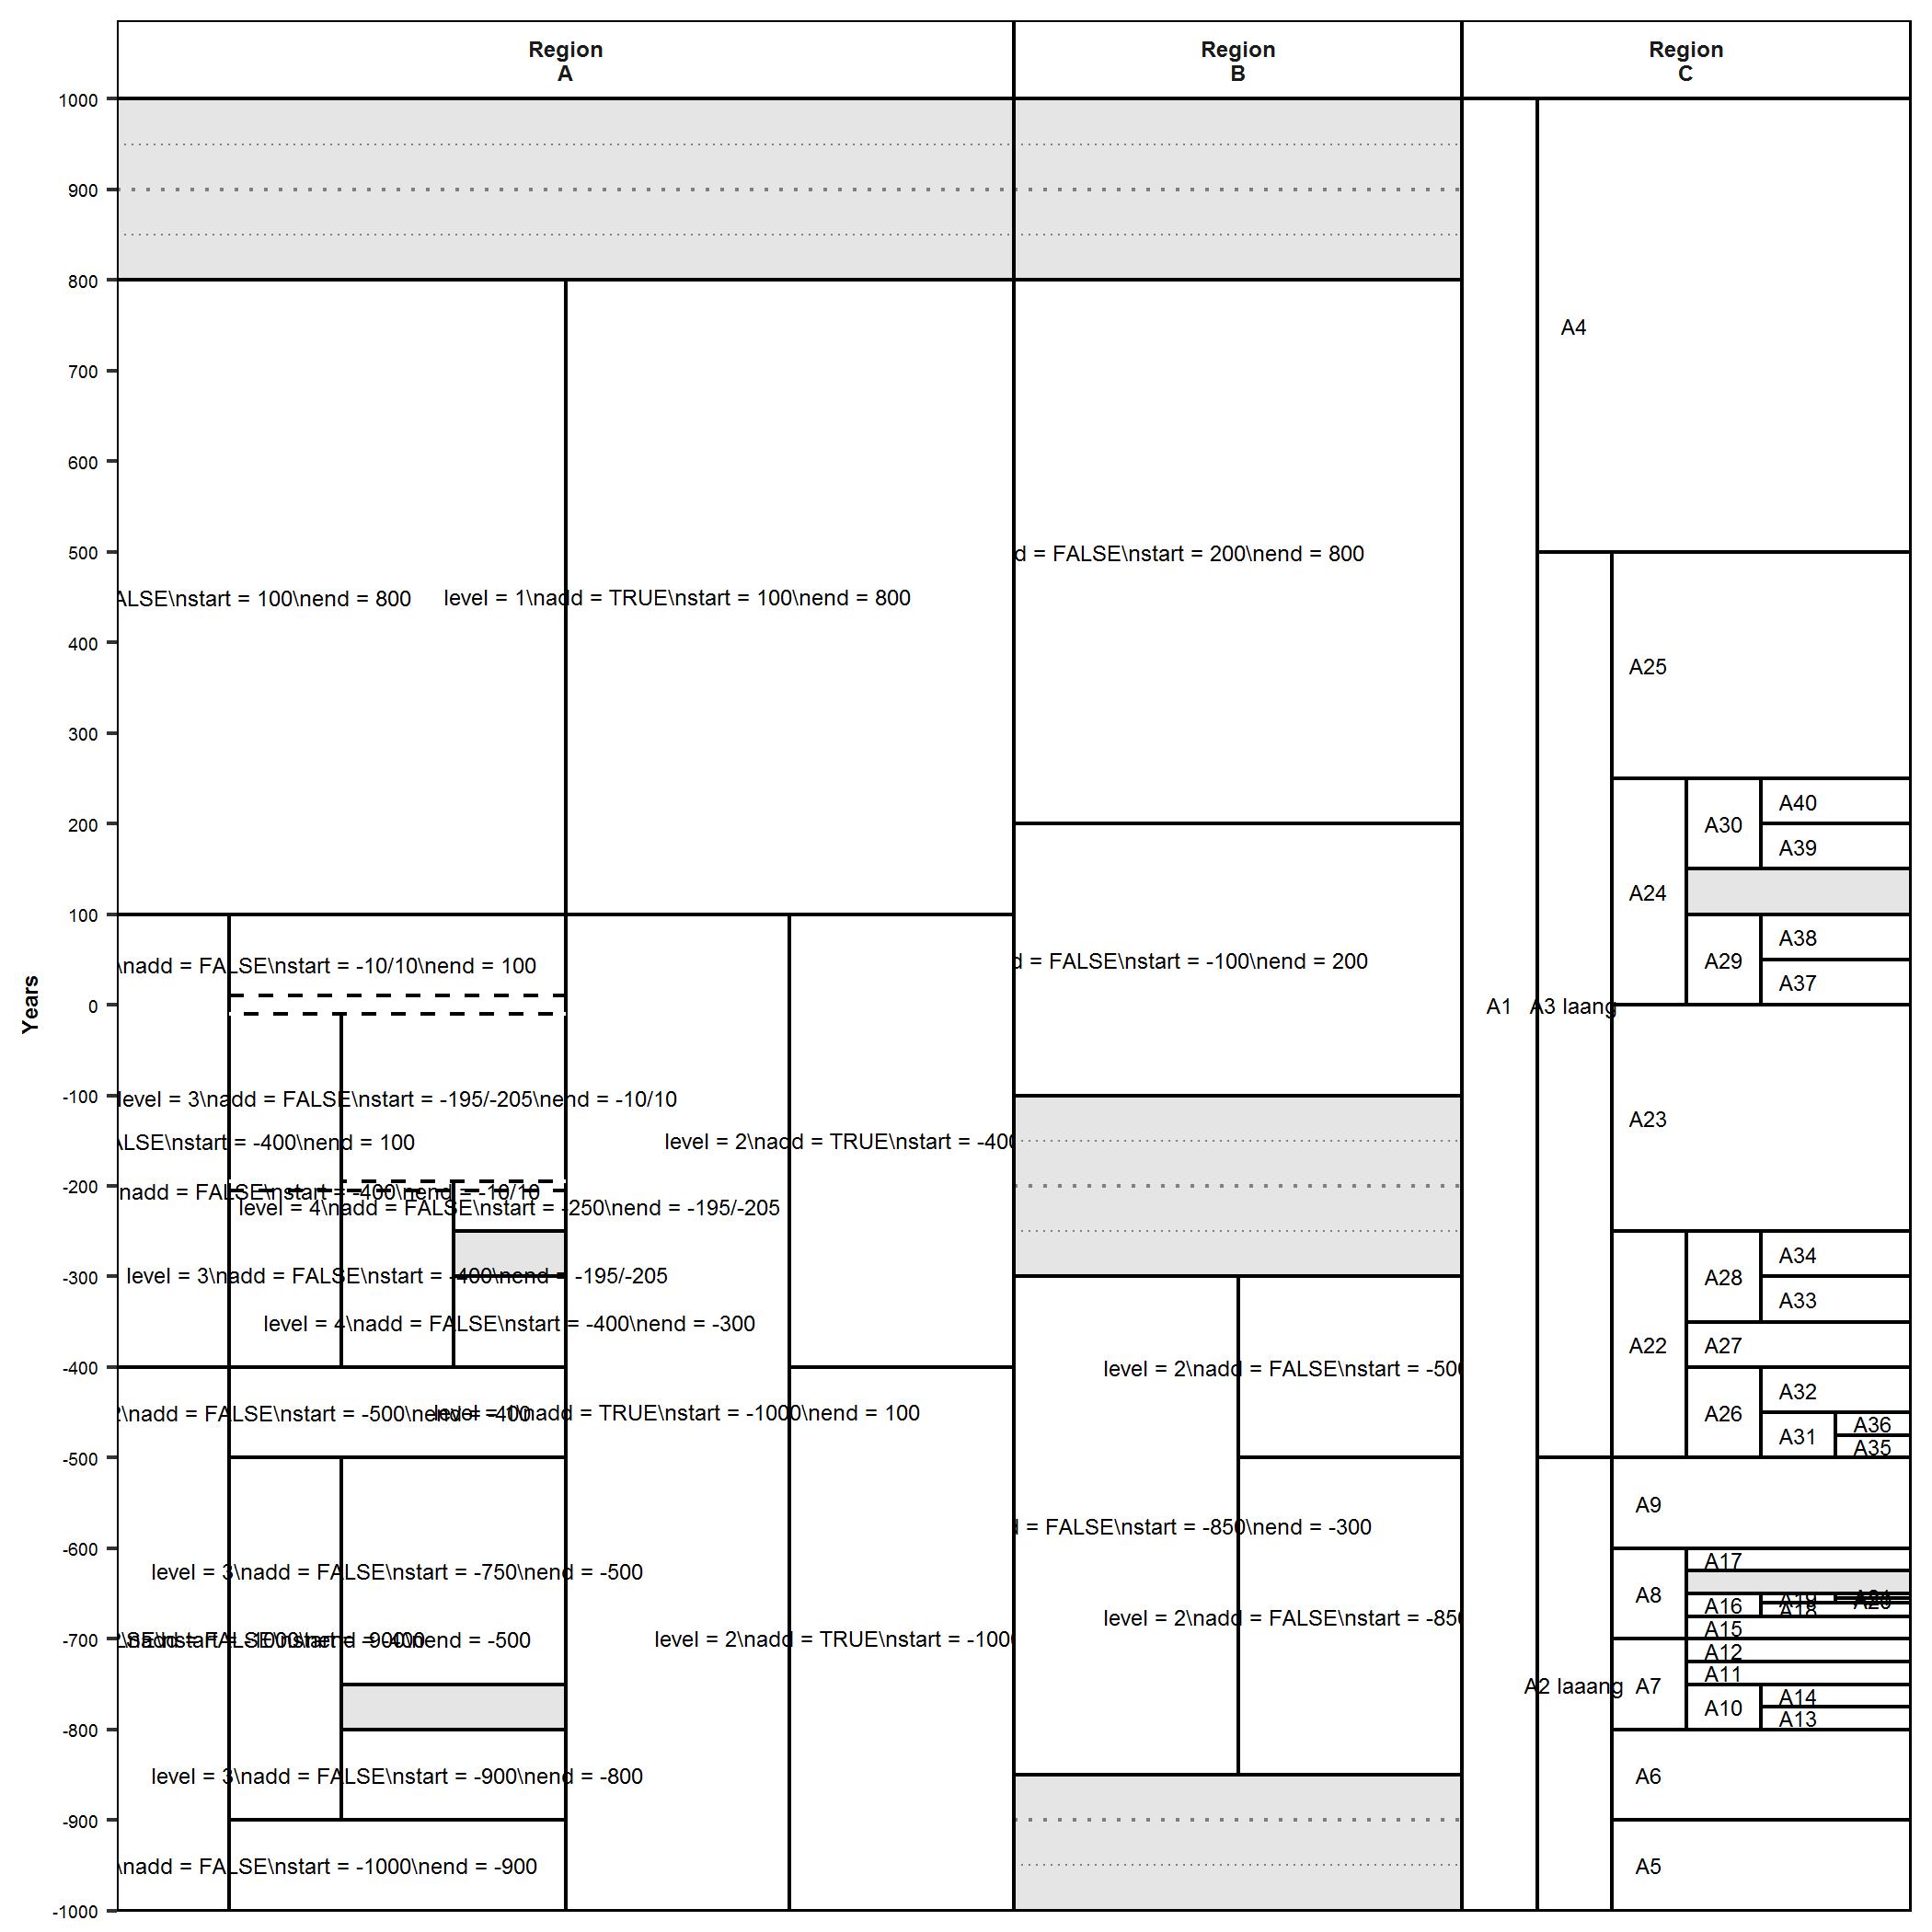 Region
A
Region
B
Region
C
1000
900
800
700
600
500
400
300
200
100
0
-100
-200
-300
-400
-500
-600
-700
-800
-900
-1000
Years
ALSE\nstart = 100\nend = 800
level = 1\nadd = TRUE\nstart = 100\nend = 800
\nadd = FALSE\nstart = -10/10\nend = 100
level = 3\nadd = FALSE\nstart = -195/-205\nend = -10/10
ALSE\nstart = -400\nend = 100
level = 2\nadd = TRUE\nstart = -400
nadd = FALSE\nstart = -400\nend = -10/10
level = 4\nadd = FALSE\nstart = -250\nend = -195/-205
level = 3\nadd = FALSE\nstart = -400\nend = -195/-205
level = 4\nadd = FALSE\nstart = -400\nend = -300
2\nadd = FALSE\nstart = -500\nend = -400
level = 1\nadd = TRUE\nstart = -1000\nend = 100
level = 3\nadd = FALSE\nstart = -750\nend = -500
\nend = -500
level = 2\nadd = TRUE\nstart = -1000
level = 3\nadd = FALSE\nstart = -900\nend = -800
\nadd = FALSE\nstart = -1000\nend = -900
d = FALSE\nstart = 200\nend = 800
d = FALSE\nstart = -100\nend = 200
level = 2\nadd = FALSE\nstart = -500
d = FALSE\nstart = -850\nend = -300
level = 2\nadd = FALSE\nstart = -850
A4
A25
A40
A30
A39
A24
A38
A29
A37
A1
A3 laang
A23
A34
A28
A33
A22
A27
A32
A26
A36
A31
A35
A9
A17
A8
A16
A18
A15
A12
A11
A2 laaang
A7
A14
A10
A13
A6
A5